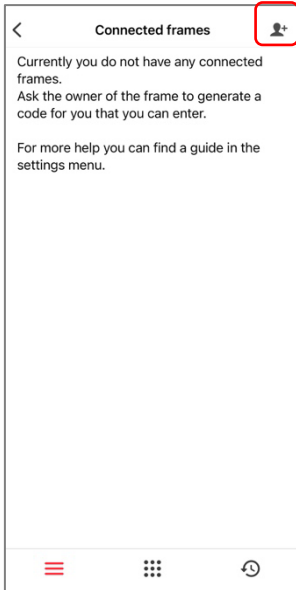 Connected frames
Currently you do not have any connected
frames.
Ask the owner of the frame to generate a
code for you that you can enter.
For more help you can find a guide in the
settings menu.